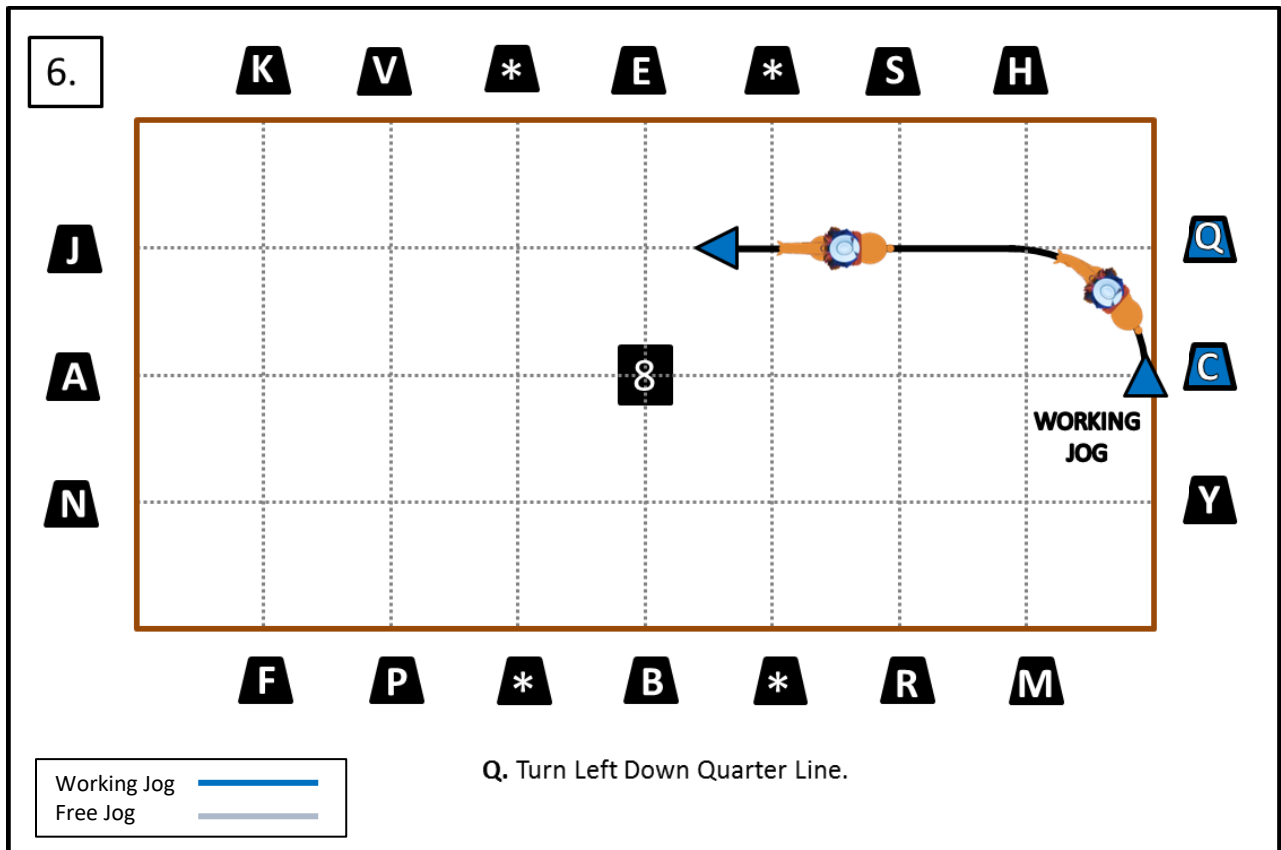 6.
K V * E * S H
J Q
8
A C
WORKING
JOG
N Y
F P * B * R M
Q. Turn Left Down Quarter Line.
Working Jog
Free Jog